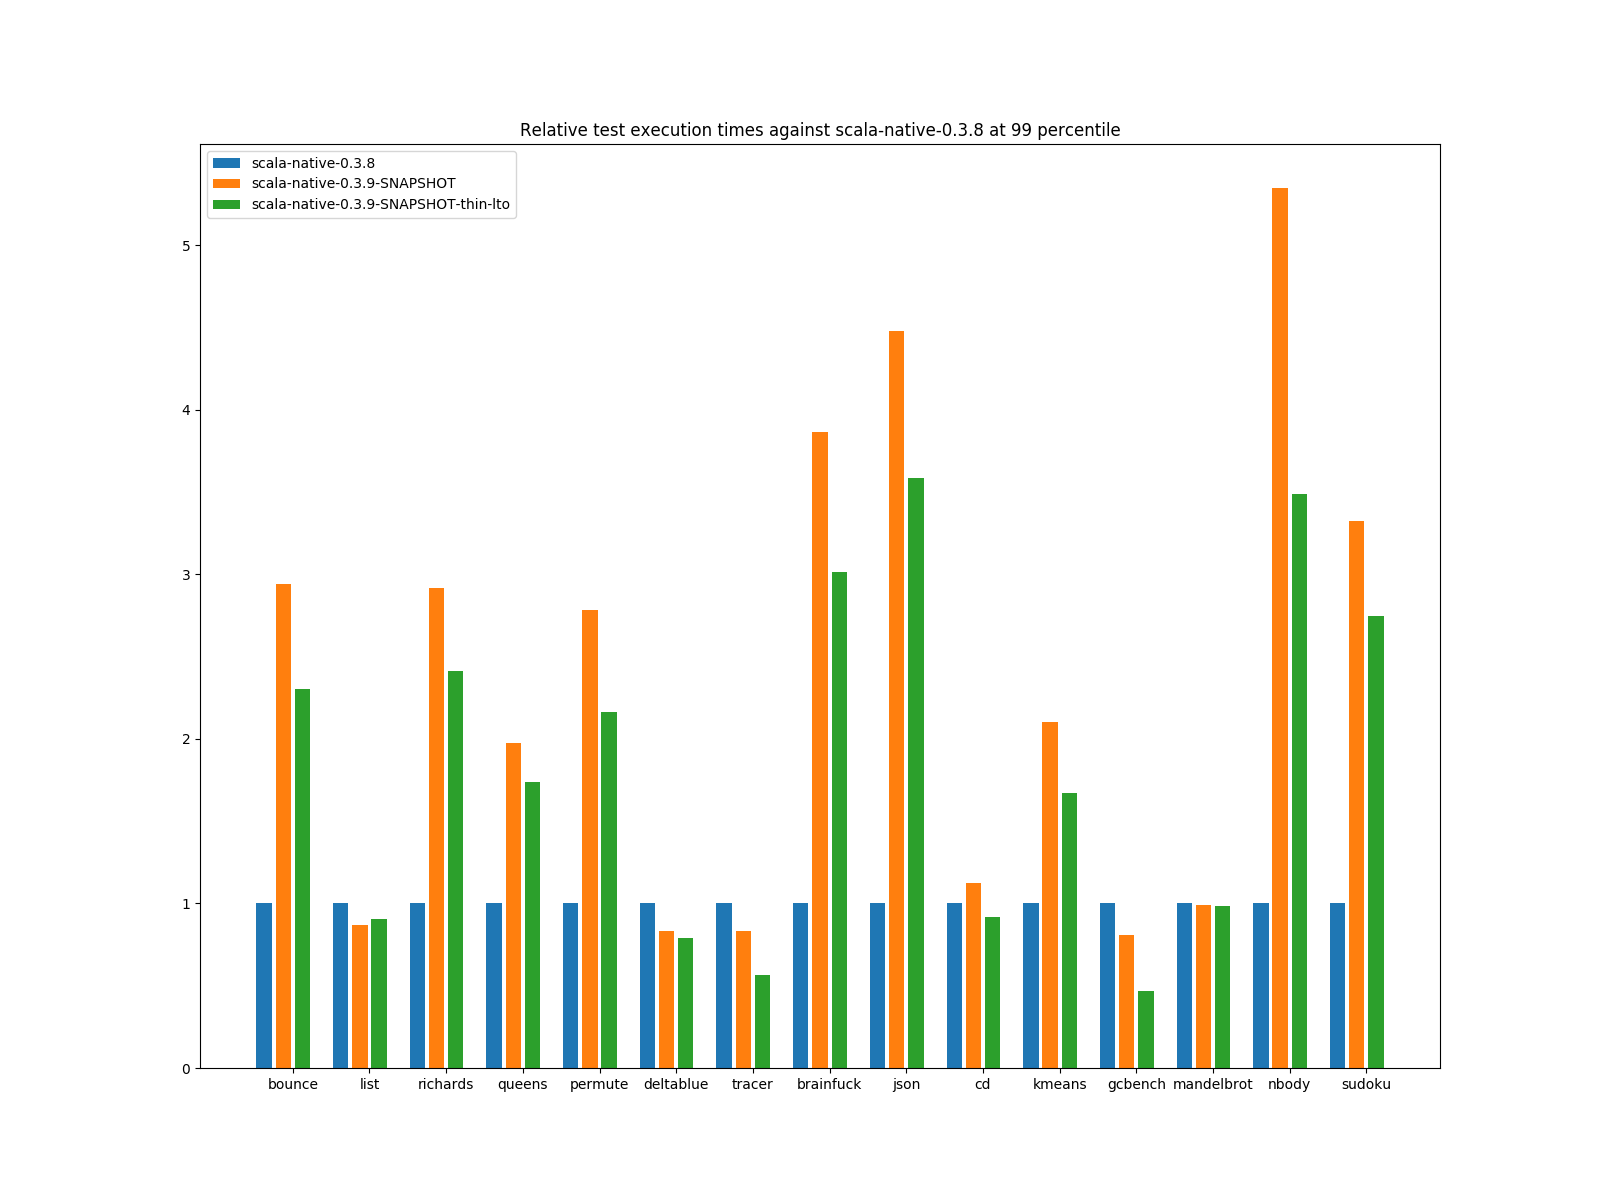 Relative test execution times against scala-native-0.3.8 at 99 percentile
scala-native-0.3.8
scala-native-0.3.9-SNAPSHOT
scala-native-0.3.9-SNAPSHOT-thin-lto
5
4
3
2
1
0
bounce list richards queens permute deltablue tracer brainfuck json cd kmeans gcbench mandelbrot nbody sudoku